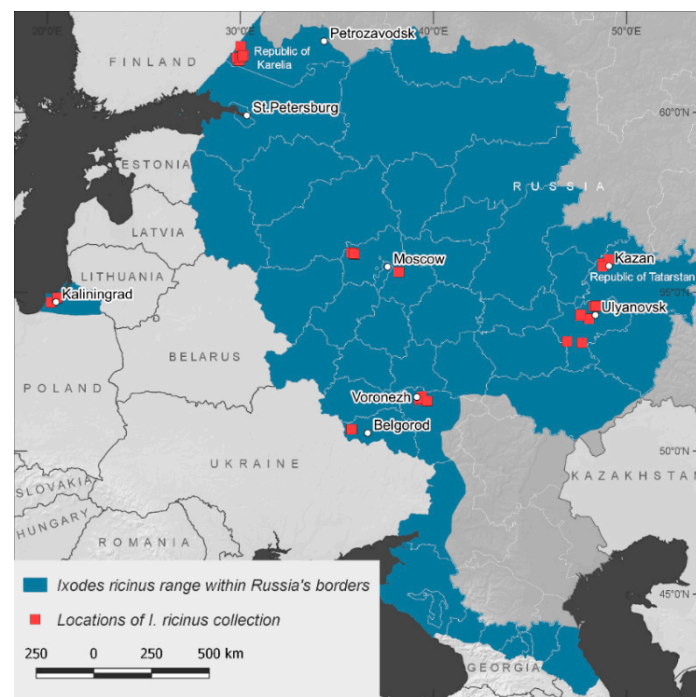 20°0'E
30°0'E
40°0'E
50°0'E
Petrozavodsk
Republic of
Karelia
FINLAND
St.Petersburg
60°0'N
ESTONIA
RUSSIA
LATVIA
Moscow
Kazan
Republic of Tatarstan
LITHUANIA
55°0'N
Kaliningrad
Ulyanovsk
BELARUS
POLAND
Voronezh
Belgorod
50°0'N
UKRAINE
KAZAKHSTAN
SLOVAKIA
HUNGARY
ROMANIA
Ixodes ricinus range within Russia's borders
45°0'N
Locations of I. ricinus collection
250 0 250 500 km
GEORGIA